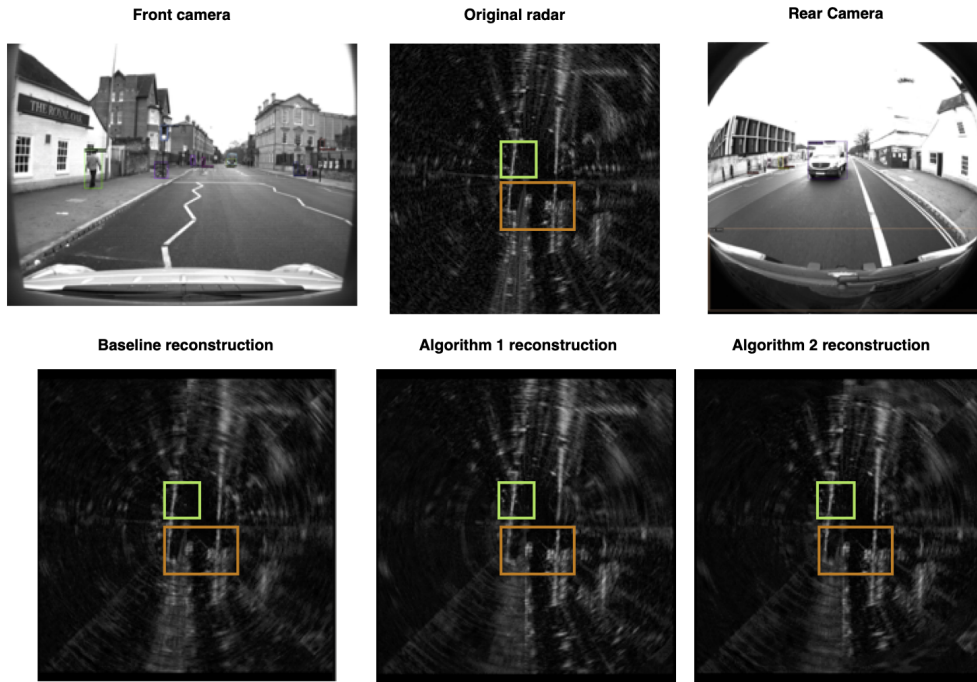 Front camera
Original radar
Rear Camera
THE ROYAL OAK
Baseline reconstruction
Algorithm 1 reconstruction
Algorithm 2 reconstruction